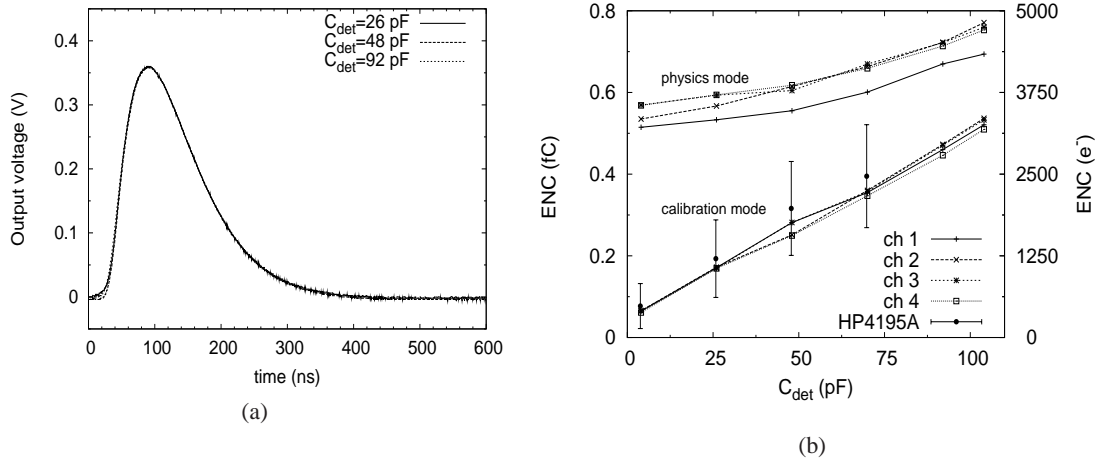 C_det=26 pF
C_det=48 pF
C_det=92 pF
0.4
0.3
0.2
0.1
0
Output voltage (V)
0 100 200 300 400 500 600
time (ns)
(a)
0.8
0.6
0.4
0.2
0
ENC (fC)
physics mode
calibration mode
ch 1
ch 2
ch 3
ch 4
HP4195A
5000
3750
2500
1250
0
ENC (e⁻)
0 25 50 75 100
C_det (pF)
(b)